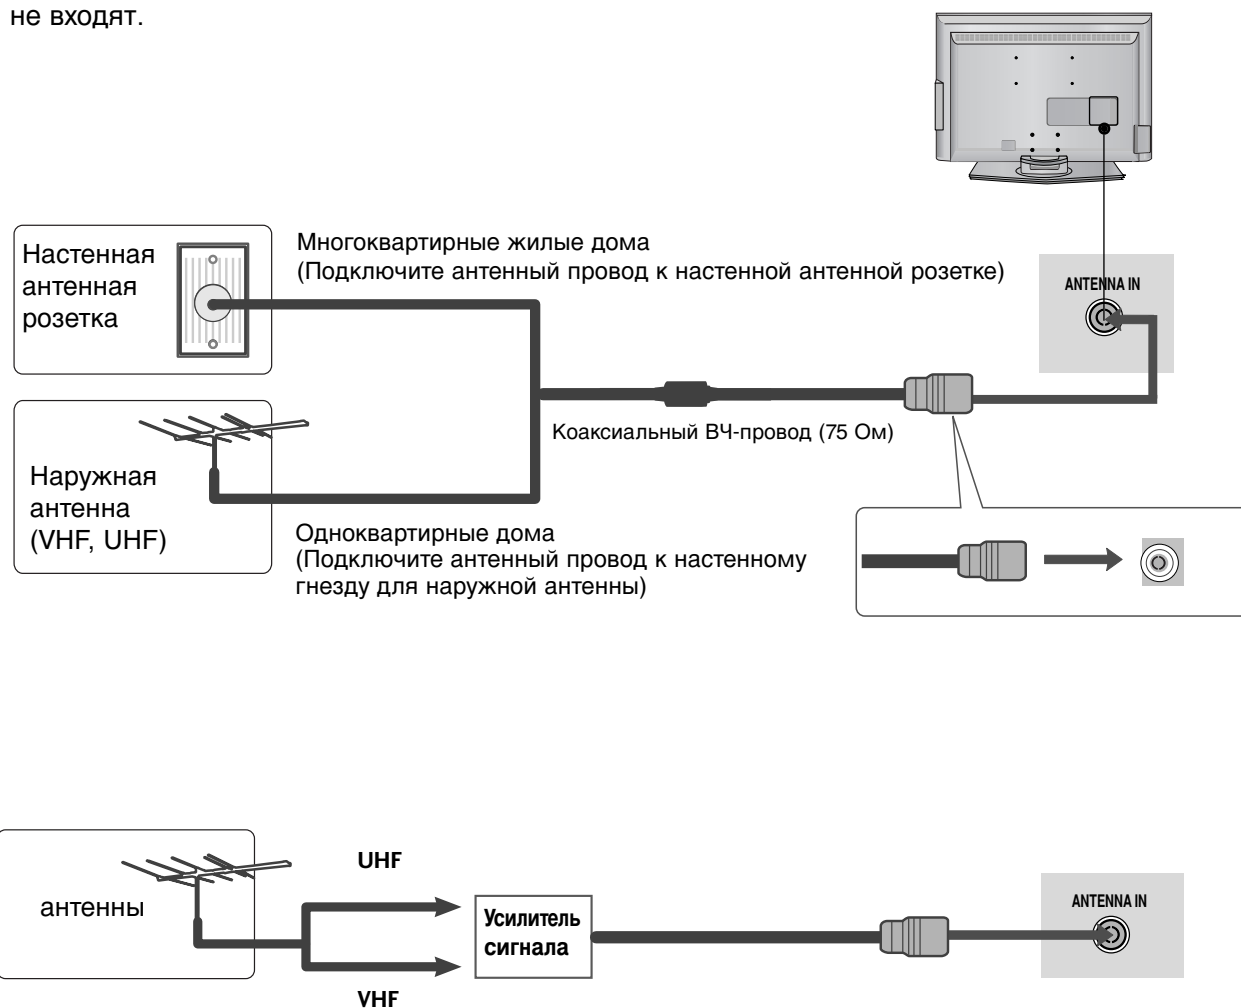 не входят.
Настенная
антенная
розетка
Многоквартирные жилые дома
(Подключите антенный провод к настенной антенной розетке)
ANTENNA IN
Коаксиальный ВЧ-провод (75 Ом)
Наружная
антенна
(VHF, UHF)
Одноквартирные дома
(Подключите антенный провод к настенному
гнезду для наружной антенны)
антенны
UHF
VHF
Усилитель
сигнала
ANTENNA IN